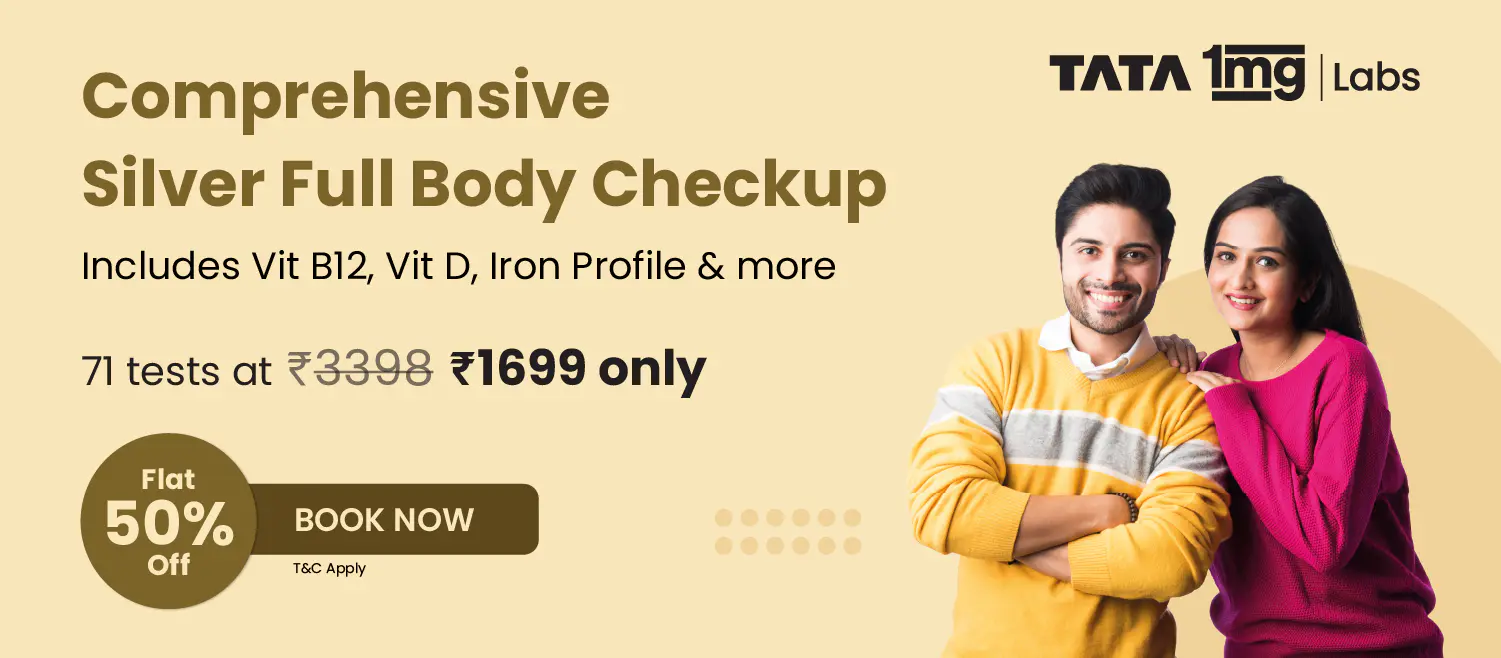 TATA 1mg | Labs
Comprehensive
Silver Full Body Checkup
Includes Vit B12, Vit D, Iron Profile & more
71 tests at ₹3398 ₹1699 only
Flat
50%
Off
BOOK NOW
T&C Apply